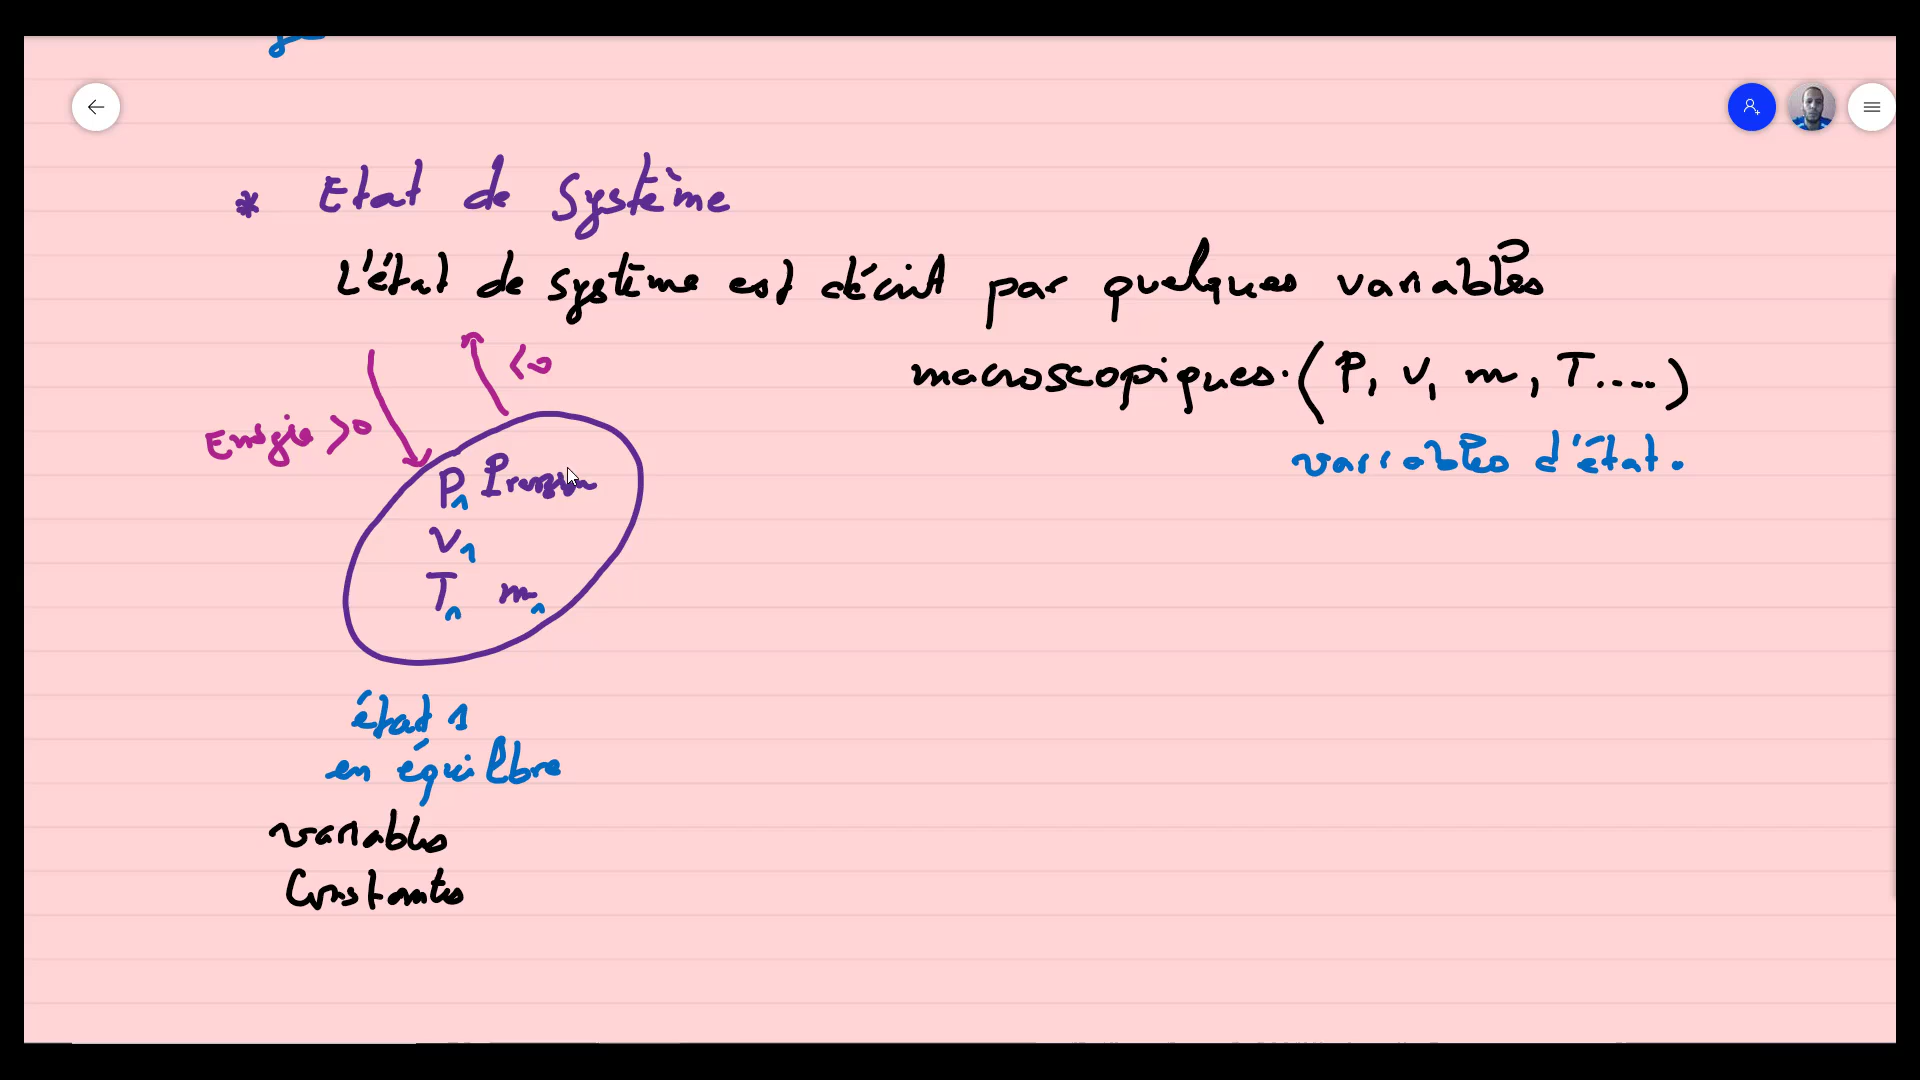 * Etat de Système
L'état de système est décrit par quelques variables
macroscopiques. (P, V, m, T....)
variables d'état.
<0
Energie >0
P1 Pression
V1
T1 m1
état 1
en équilbre
variables
Constantes